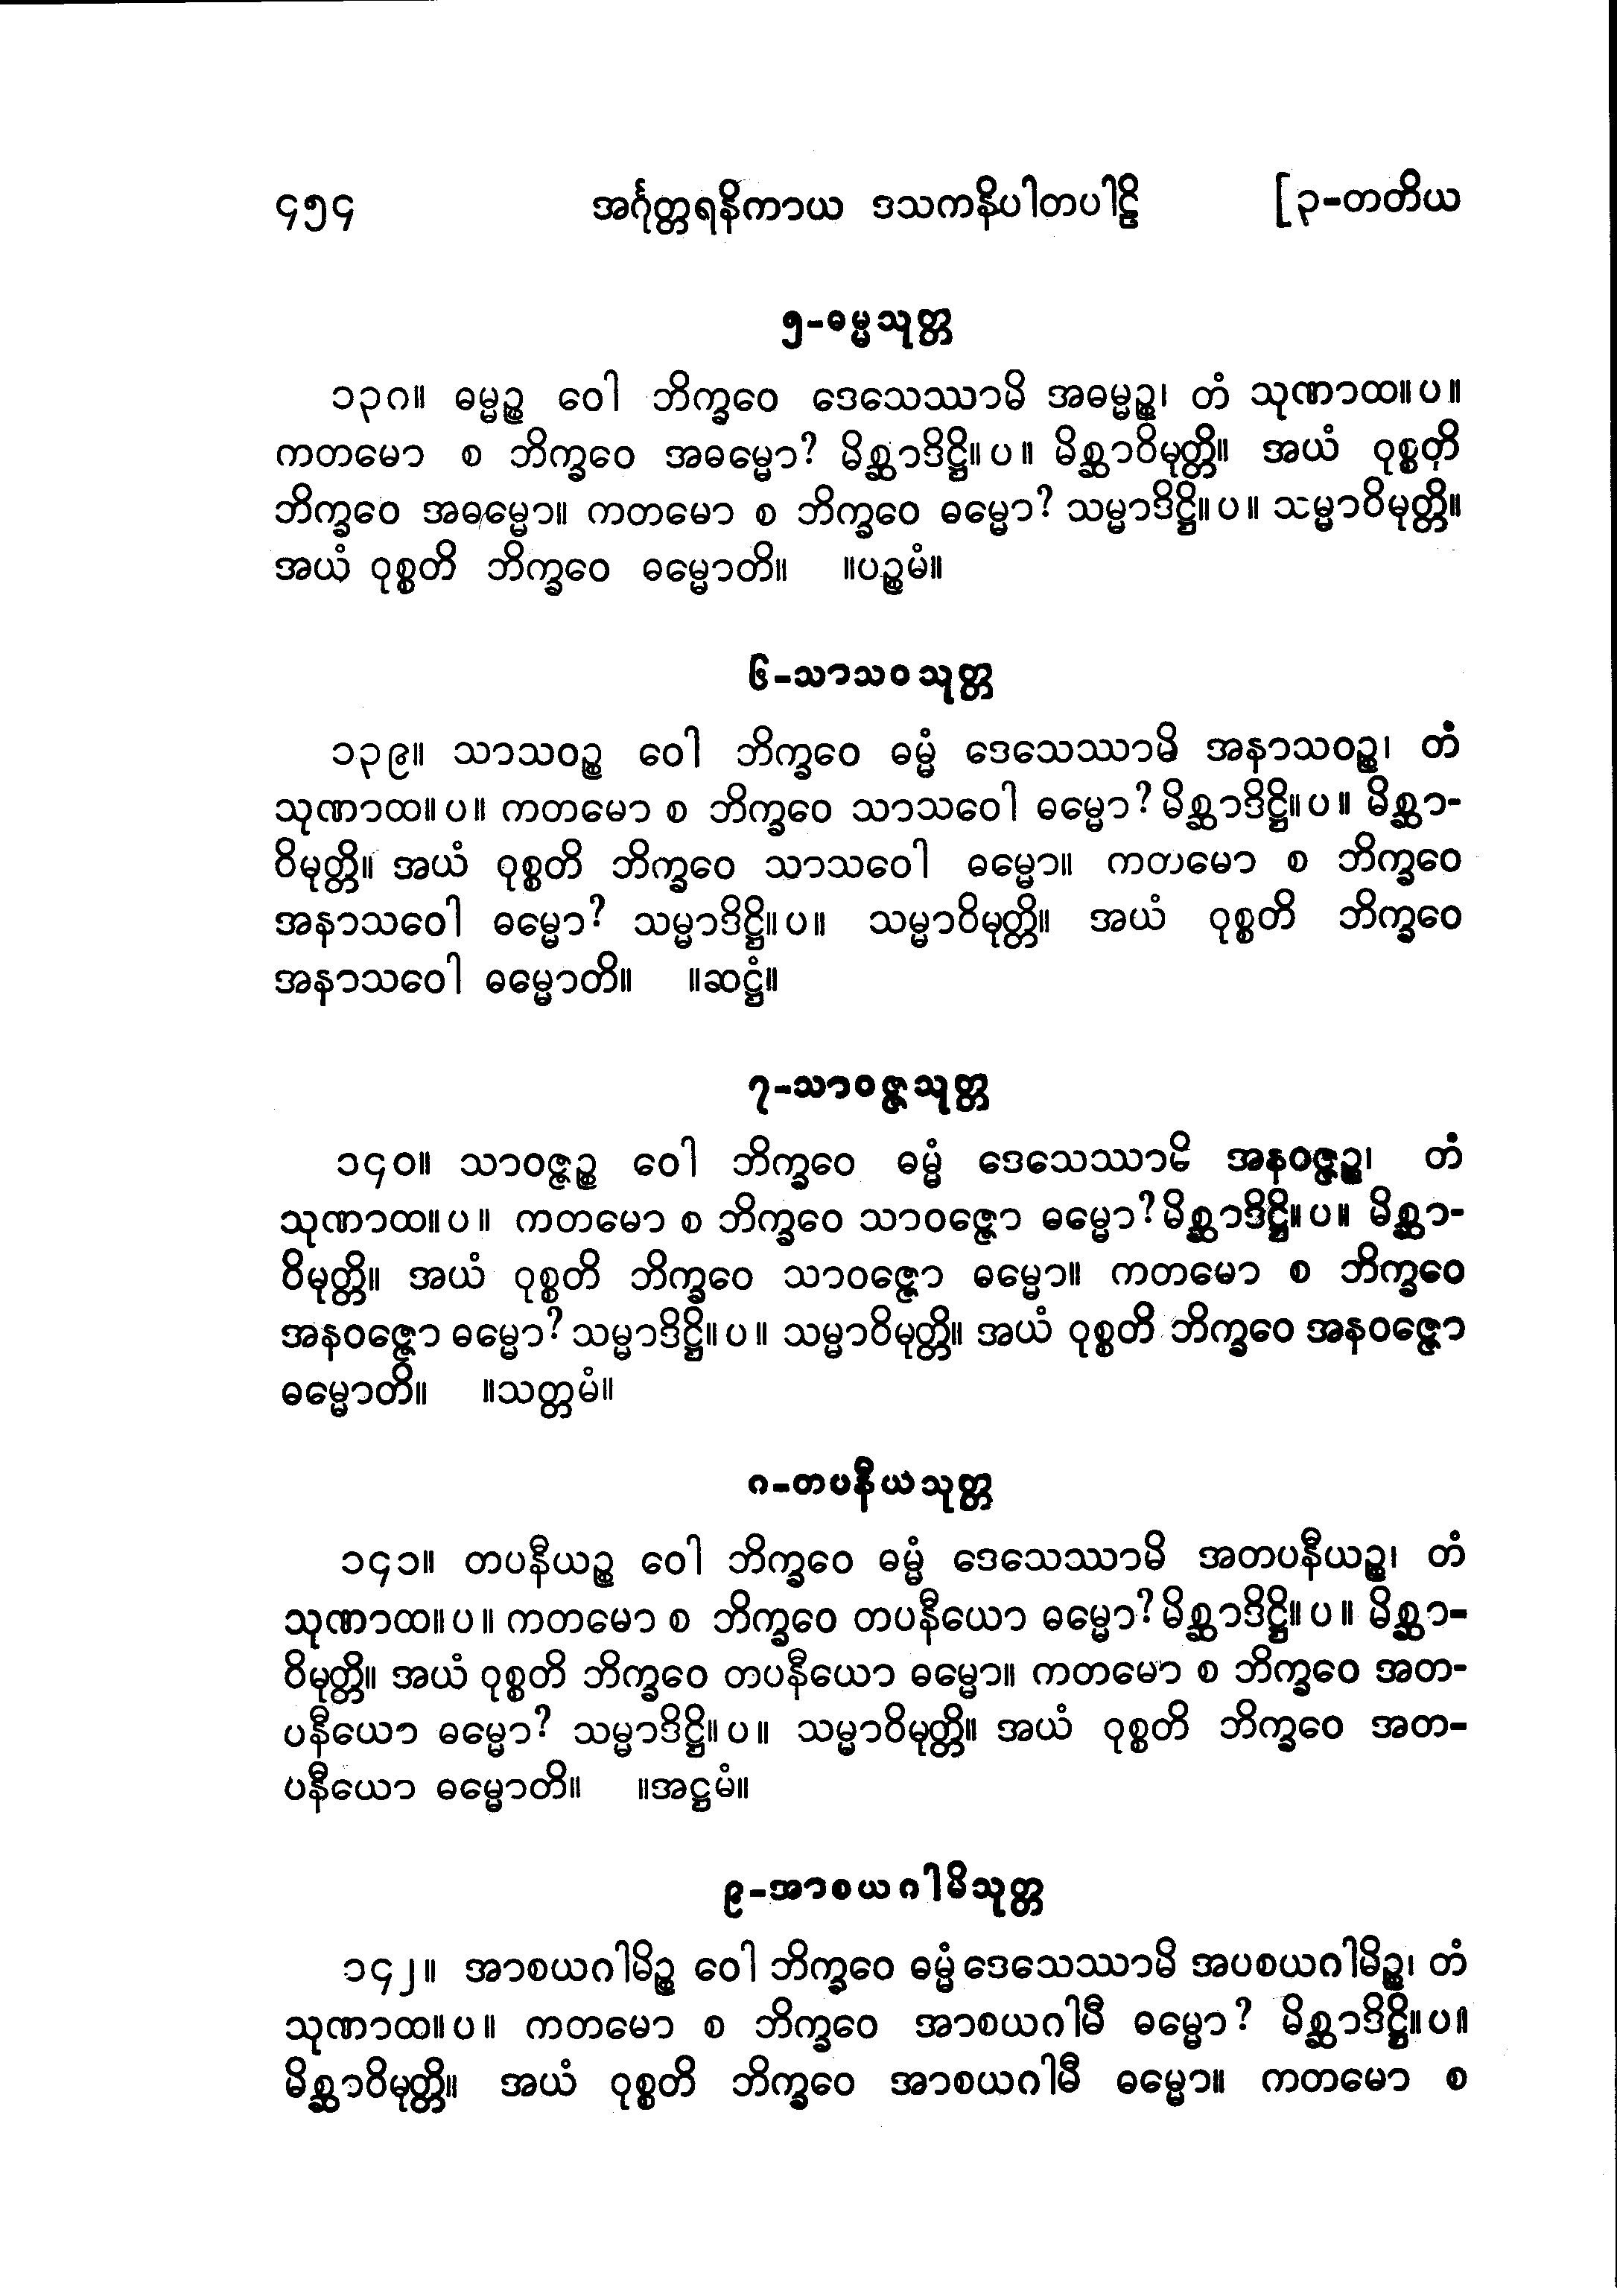 ၄၅၄ အင်္ဂုတ္တရနိကာယ ဒသကနိပါတပါဠိ [၃-တတိယ
၅-ဓမ္မသုတ္တ
၁၃၈။ ဓမ္မဉ္စ ဝေါ ဘိက္ခဝေ ဒေသေဿာမိ အဓမ္မဉ္စ၊ တံ သုဏာထ။ပ။
ကတမော စ ဘိက္ခဝေ အဓမ္မော? မိစ္ဆာဒိဋ္ဌိ။ပ။ မိစ္ဆာဝိမုတ္တိ။ အယံ ဝုစ္စတိ
ဘိက္ခဝေ အဓမ္မော။ ကတမော စ ဘိက္ခဝေ ဓမ္မော? သမ္မာဒိဋ္ဌိ။ပ။ သမ္မာဝိမုတ္တိ။
အယံ ဝုစ္စတိ ဘိက္ခဝေ ဓမ္မောတိ။ ။ပဉ္စမံ။
၆-သာသဝသုတ္တ
၁၃၉။ သာသဝဉ္စ ဝေါ ဘိက္ခဝေ ဓမ္မံ ဒေသေဿာမိ အနာသဝဉ္စ၊ တံ
သုဏာထ။ပ။ ကတမော စ ဘိက္ခဝေ သာသဝေါ ဓမ္မော? မိစ္ဆာဒိဋ္ဌိ။ပ။ မိစ္ဆာ-
ဝိမုတ္တိ။ အယံ ဝုစ္စတိ ဘိက္ခဝေ သာသဝေါ ဓမ္မော။ ကတမော စ ဘိက္ခဝေ
အနာသဝေါ ဓမ္မော? သမ္မာဒိဋ္ဌိ။ပ။ သမ္မာဝိမုတ္တိ။ အယံ ဝုစ္စတိ ဘိက္ခဝေ
အနာသဝေါ ဓမ္မောတိ။ ။ဆဋ္ဌံ။
၇-သာဝဇ္ဇသုတ္တ
၁၄၀။ သာဝဇ္ဇဉ္စ ဝေါ ဘိက္ခဝေ ဓမ္မံ ဒေသေဿာမိ အနဝဇ္ဇဉ္စ၊ တံ
သုဏာထ။ပ။ ကတမော စ ဘိက္ခဝေ သာဝဇ္ဇော ဓမ္မော? မိစ္ဆာဒိဋ္ဌိ။ပ။ မိစ္ဆာ-
ဝိမုတ္တိ။ အယံ ဝုစ္စတိ ဘိက္ခဝေ သာဝဇ္ဇော ဓမ္မော။ ကတမော စ ဘိက္ခဝေ
အနဝဇ္ဇော ဓမ္မော? သမ္မာဒိဋ္ဌိ။ပ။ သမ္မာဝိမုတ္တိ။ အယံ ဝုစ္စတိ ဘိက္ခဝေ အနဝဇ္ဇော
ဓမ္မောတိ။ ။သတ္တမံ။
၈-တပနီယသုတ္တ
၁၄၁။ တပနီယဉ္စ ဝေါ ဘိက္ခဝေ ဓမ္မံ ဒေသေဿာမိ အတပနီယဉ္စ၊ တံ
သုဏာထ။ပ။ ကတမော စ ဘိက္ခဝေ တပနီယော ဓမ္မော? မိစ္ဆာဒိဋ္ဌိ။ပ။ မိစ္ဆာ-
ဝိမုတ္တိ။ အယံ ဝုစ္စတိ ဘိက္ခဝေ တပနီယော ဓမ္မော။ ကတမော စ ဘိက္ခဝေ အတ-
ပနီယော ဓမ္မော? သမ္မာဒိဋ္ဌိ။ပ။ သမ္မာဝိမုတ္တိ။ အယံ ဝုစ္စတိ ဘိက္ခဝေ အတ-
ပနီယော ဓမ္မောတိ။ ။အဋ္ဌမံ။
၉-အာစယဂါမိသုတ္တ
၁၄၂။ အာစယဂါမိဉ္စ ဝေါ ဘိက္ခဝေ ဓမ္မံ ဒေသေဿာမိ အပစယဂါမိဉ္စ၊ တံ
သုဏာထ။ပ။ ကတမော စ ဘိက္ခဝေ အာစယဂါမီ ဓမ္မော? မိစ္ဆာဒိဋ္ဌိ။ပ။
မိစ္ဆာဝိမုတ္တိ။ အယံ ဝုစ္စတိ ဘိက္ခဝေ အာစယဂါမီ ဓမ္မော။ ကတမော စ